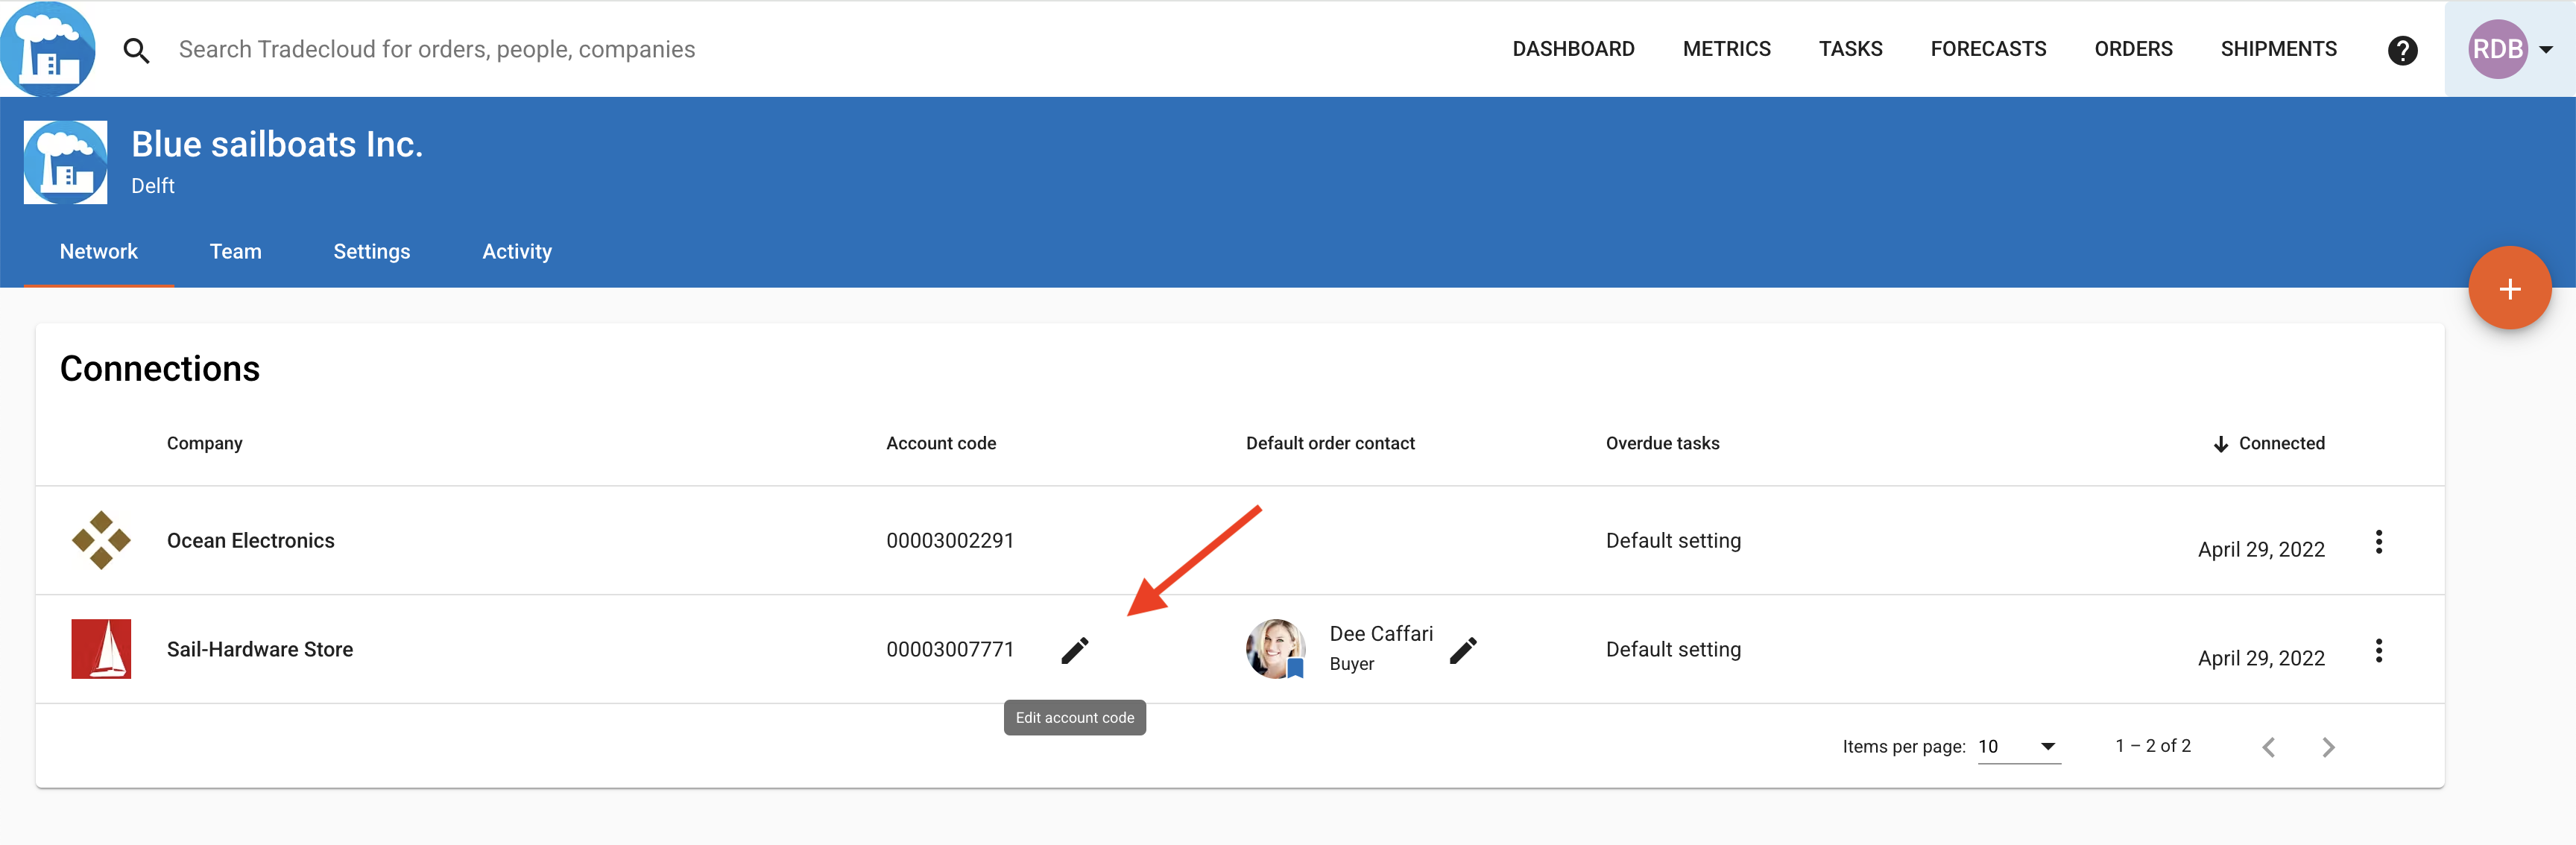 Search Tradecloud for orders, people, companies
DASHBOARD METRICS TASKS FORECASTS ORDERS SHIPMENTS ? RDB
Blue sailboats Inc.
Delft
Network Team Settings Activity
+
Connections
Company Account code Default order contact Overdue tasks Connected
Ocean Electronics 00003002291 Default setting April 29, 2022
Sail-Hardware Store 00003007771 Dee Caffari Default setting April 29, 2022
Buyer
Edit account code
Items per page: 10 1 – 2 of 2